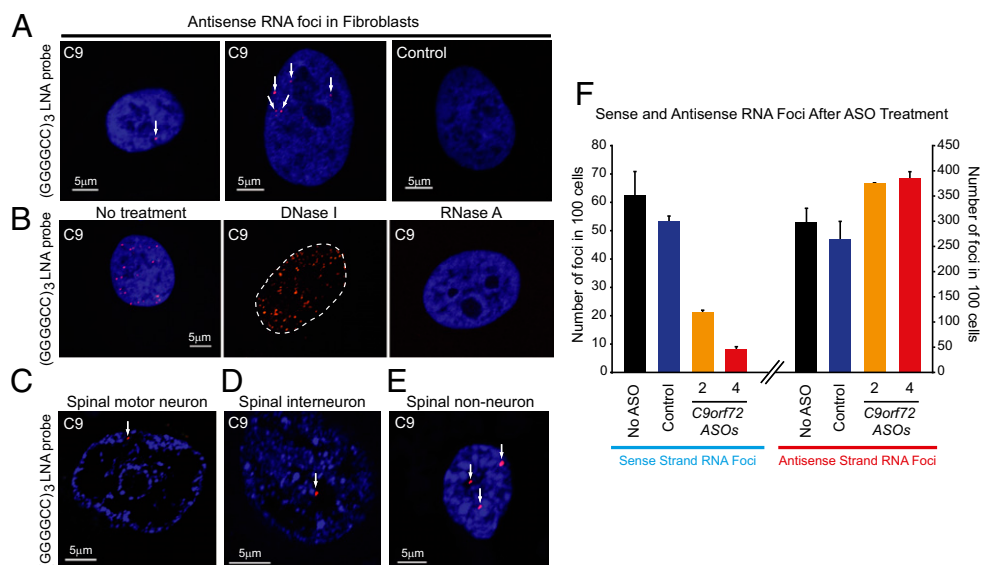 A
Antisense RNA foci in Fibroblasts
(GGGGCC)3 LNA probe
C9
5µm
C9
5µm
Control
5µm
B
(GGGGCC)3 LNA probe
No treatment
DNase I
RNase A
C9
5µm
C9
C9
C
D
E
GGGGCC)3 LNA probe
Spinal motor neuron
Spinal interneuron
Spinal non-neuron
C9
5µm
C9
5µm
C9
5µm
F
Sense and Antisense RNA Foci After ASO Treatment
Number of foci in 100 cells
80
70
60
50
40
30
20
10
0
450
400
350
300
250
200
150
100
50
0
Number of foci in 100 cells
No ASO
Control
2
4
C9orf72
ASOs
No ASO
Control
2
4
C9orf72
ASOs
Sense Strand RNA Foci
Antisense Strand RNA Foci